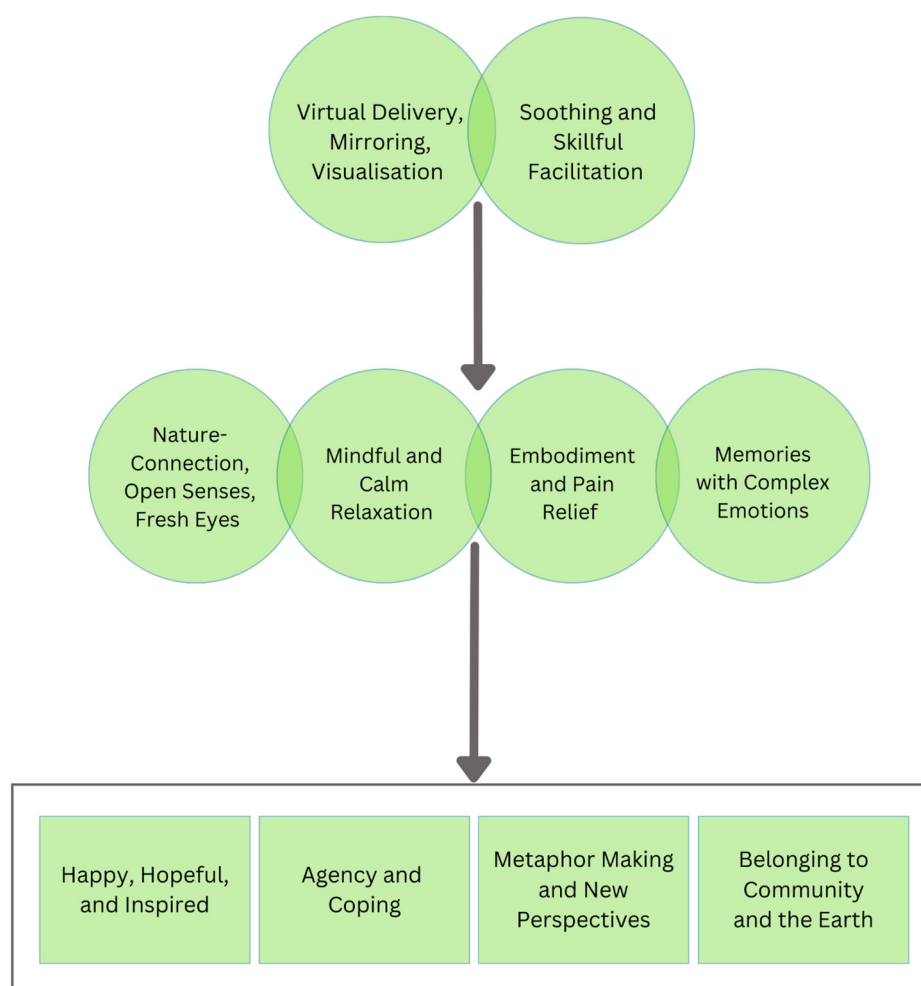 Virtual Delivery,
Mirroring,
Visualisation
Soothing and
Skillful
Facilitation
Nature-
Connection,
Open Senses,
Fresh Eyes
Mindful and
Calm
Relaxation
Embodiment
and Pain
Relief
Memories
with Complex
Emotions
Happy, Hopeful,
and Inspired
Agency and
Coping
Metaphor Making
and New
Perspectives
Belonging to
Community
and the Earth